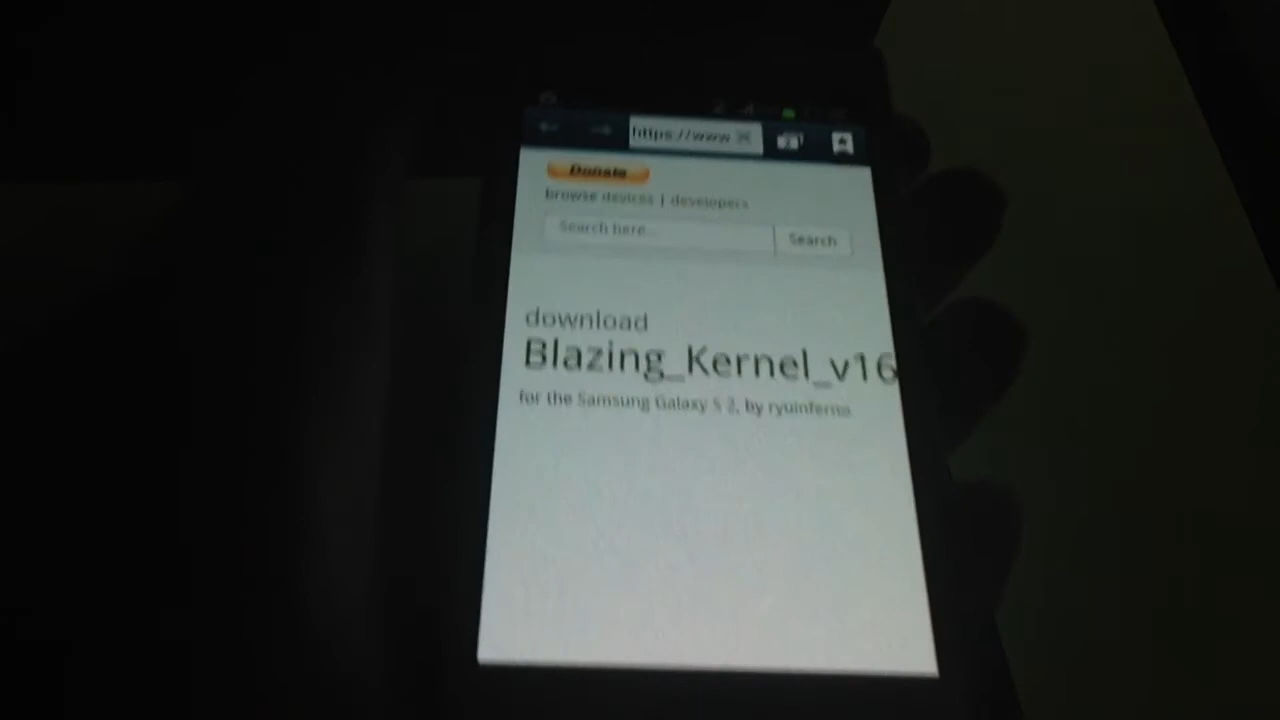 https://www
Donate
browse devices | developers
Search here...
Search
download
Blazing_Kernel_v16
for the Samsung Galaxy S 2, by ryuinferno